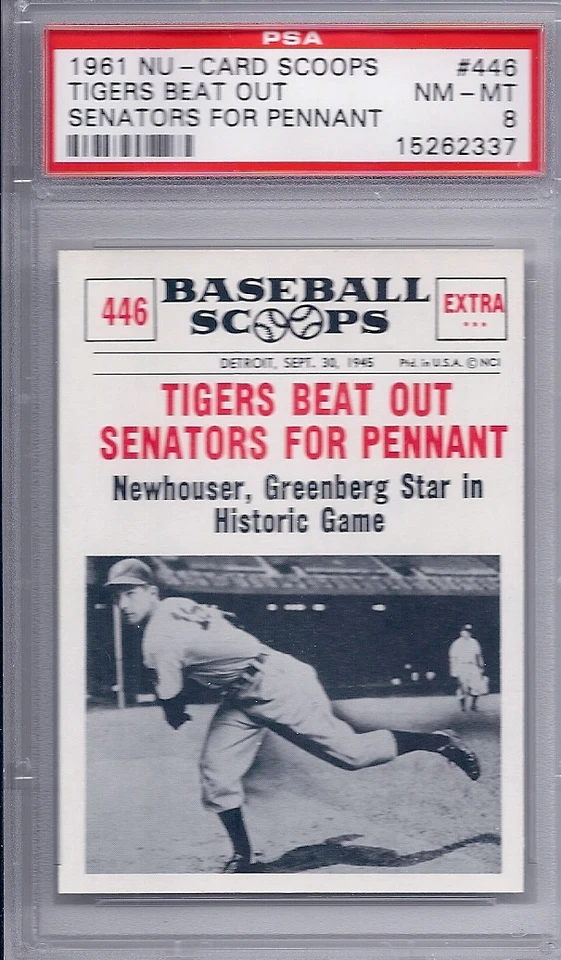 PSA
1961 NU-CARD SCOOPS #446
TIGERS BEAT OUT NM-MT
SENATORS FOR PENNANT 8
15262337
446 BASEBALL SCOOPS EXTRA
DETROIT, SEPT. 30, 1945 Ptd. in U.S.A. © NCI
TIGERS BEAT OUT
SENATORS FOR PENNANT
Newhouser, Greenberg Star in
Historic Game